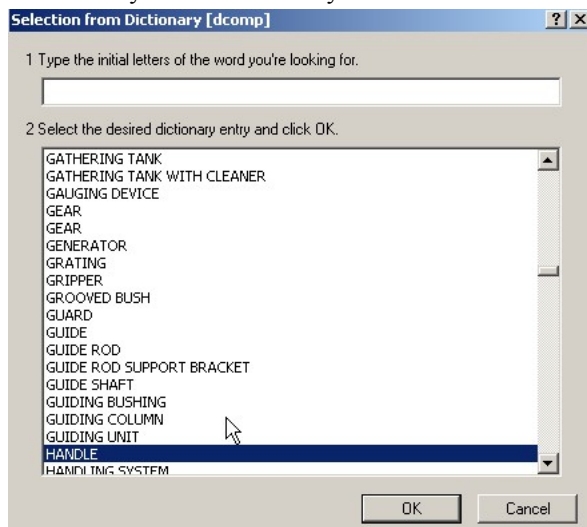 Selection from Dictionary [dcomp]
1 Type the initial letters of the word you're looking for.
2 Select the desired dictionary entry and click OK.
GATHERING TANK
GATHERING TANK WITH CLEANER
GAUGING DEVICE
GEAR
GEAR
GENERATOR
GRATING
GRIPPER
GROOVED BUSH
GUARD
GUIDE
GUIDE ROD
GUIDE ROD SUPPORT BRACKET
GUIDE SHAFT
GUIDING BUSHING
GUIDING COLUMN
GUIDING UNIT
HANDLE
HANDLING SYSTEM
OK Cancel